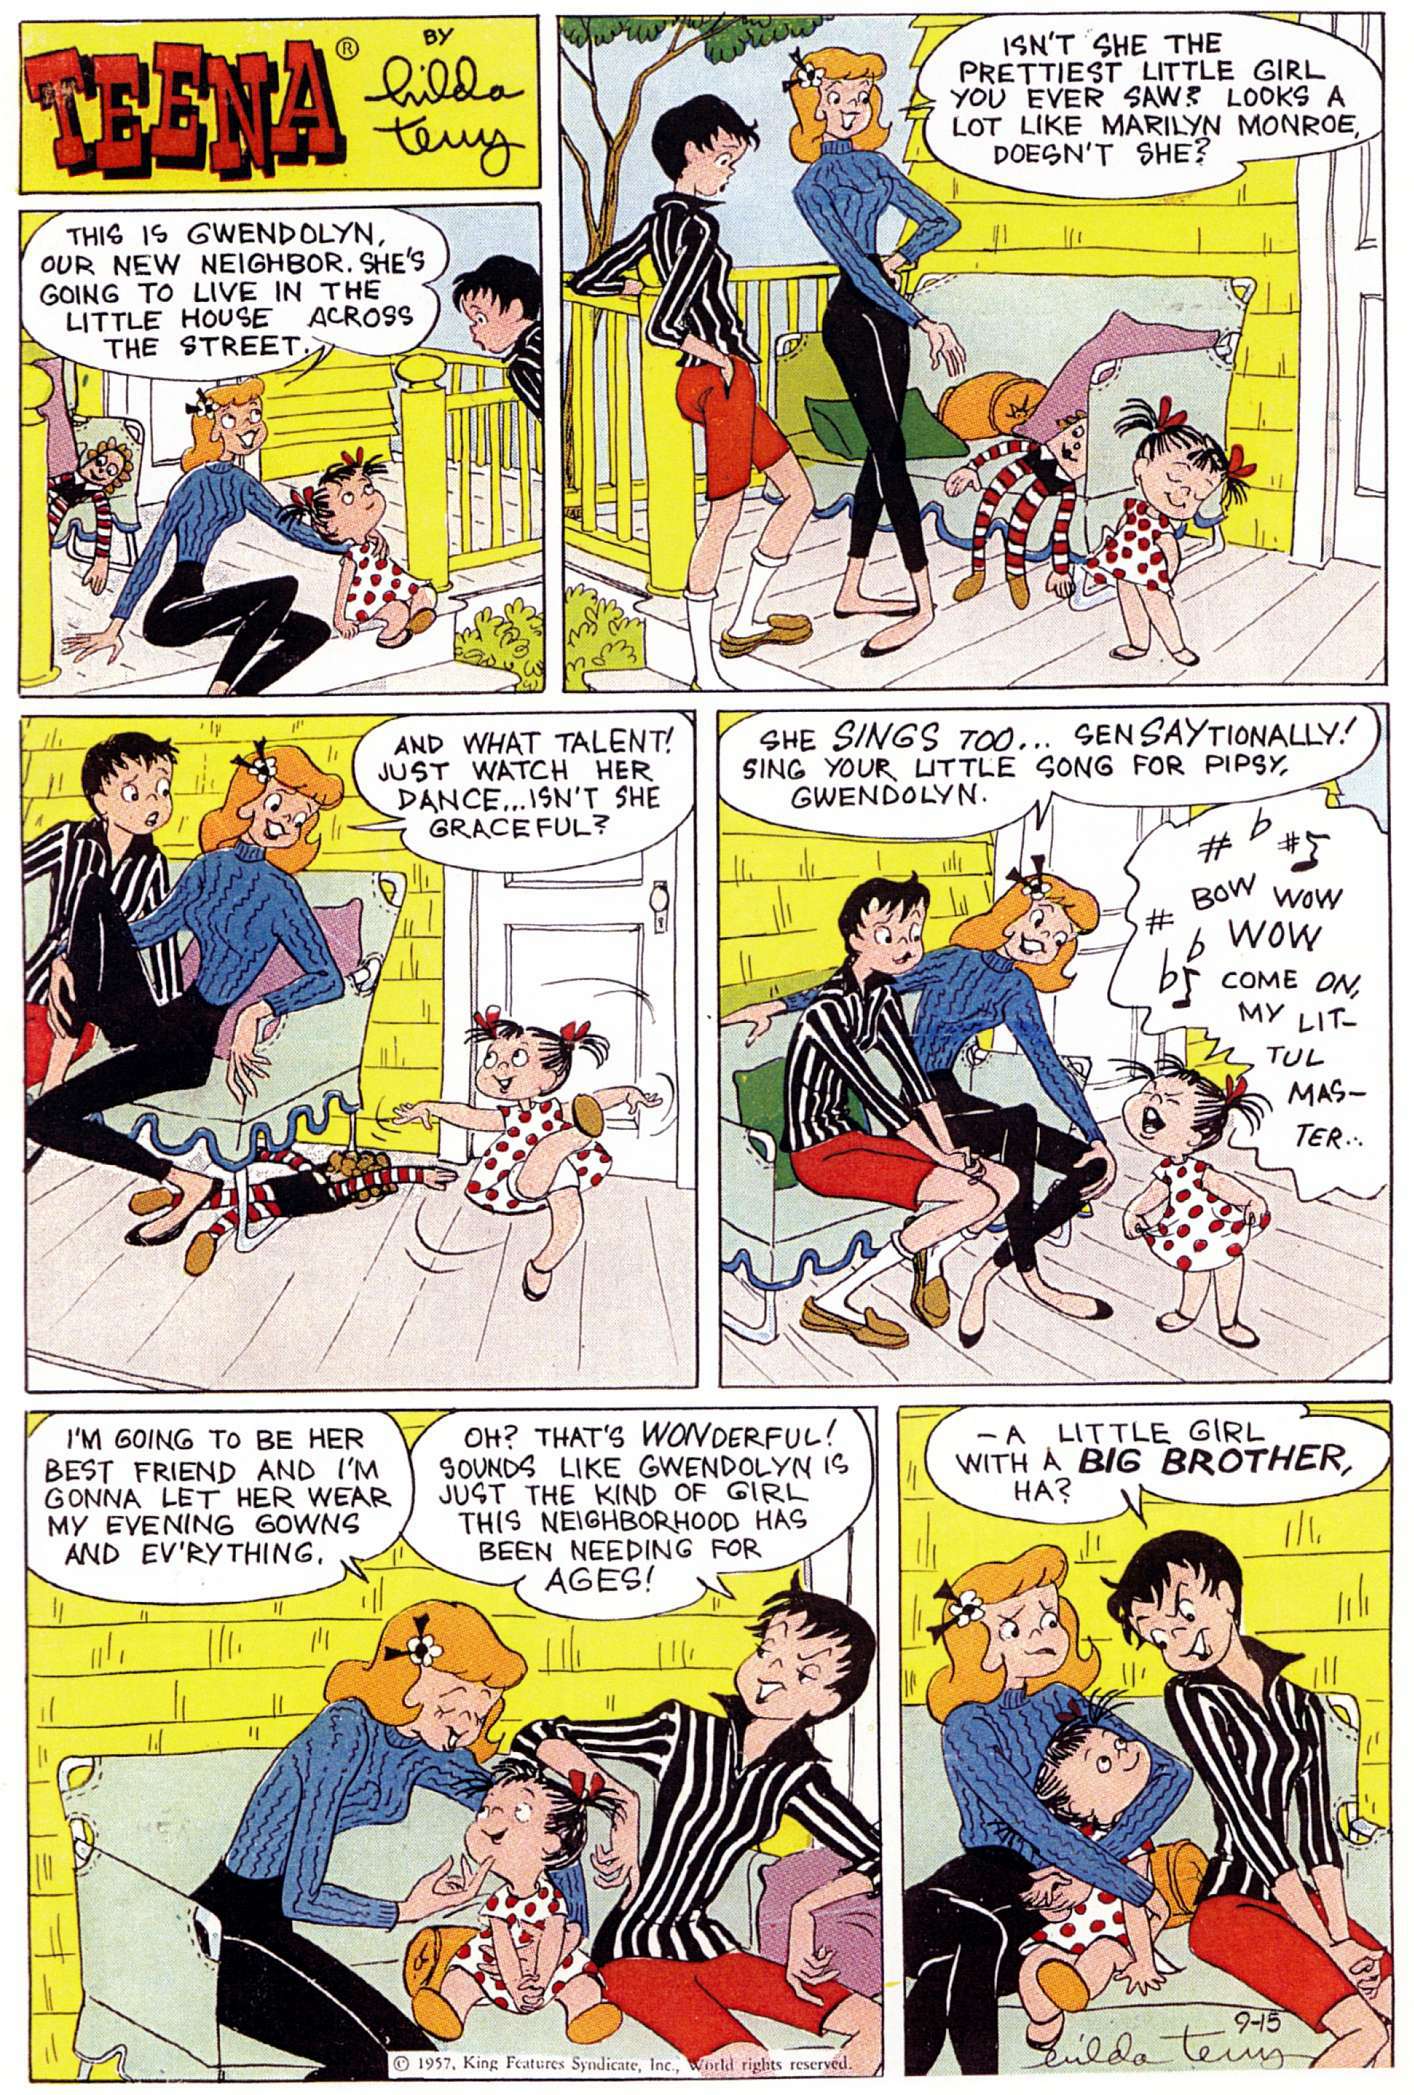 TEENA®
BY
hilda
terry
THIS IS GWENDOLYN,
OUR NEW NEIGHBOR. SHE'S
GOING TO LIVE IN THE
LITTLE HOUSE ACROSS
THE STREET.
ISN'T SHE THE
PRETTIEST LITTLE GIRL
YOU EVER SAW? LOOKS A
LOT LIKE MARILYN MONROE,
DOESN'T SHE?
AND WHAT TALENT!
JUST WATCH HER
DANCE...ISN'T SHE
GRACEFUL?
SHE SINGS TOO... SENSAYTIONALLY!
SING YOUR LITTLE SONG FOR PIPSY,
GWENDOLYN.
BOW WOW
WOW
COME ON,
MY LIT-
TUL
MAS-
TER...
I'M GOING TO BE HER
BEST FRIEND AND I'M
GONNA LET HER WEAR
MY EVENING GOWNS
AND EV'RYTHING.
OH? THAT'S WONDERFUL!
SOUNDS LIKE GWENDOLYN IS
JUST THE KIND OF GIRL
THIS NEIGHBORHOOD HAS
BEEN NEEDING FOR
AGES!
© 1957, King Features Syndicate, Inc., World rights reserved.
-A LITTLE GIRL
WITH A BIG BROTHER,
HA?
9-15
hilda terry